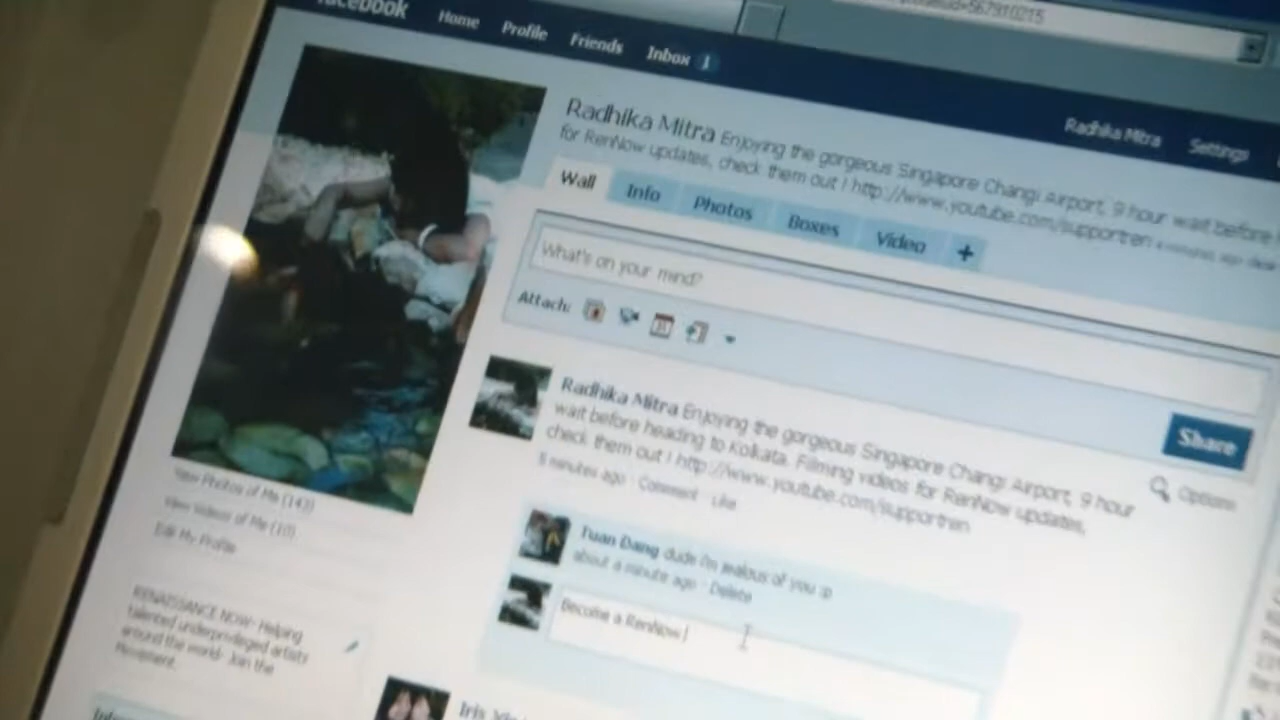 facebook Home Profile Friends Inbox 1
Radhika Mitra Settings
Radhika Mitra Enjoying the gorgeous Singapore Changi Airport, 9 hour wait before
for RenNow updates, check them out ! http://www.youtube.com/supportren
Wall Info Photos Boxes Video +
What's on your mind?
Attach:
Share
Options
Radhika Mitra Enjoying the gorgeous Singapore Changi Airport, 9 hour
wait before heading to Kolkata. Filming videos for RenNow updates,
check them out ! http://www.youtube.com/supportren
minutes ago · Comment · Like
Tuan Dang dude i'm jealous of you :p
about a minute ago · Delete
Become a RenNow
View Photos of Me (143)
View Videos of Me (10)
Edit My Profile
RENAISSANCE NOW- Helping
talented underprivileged artists
around the world- Join the
Movement.
Iris